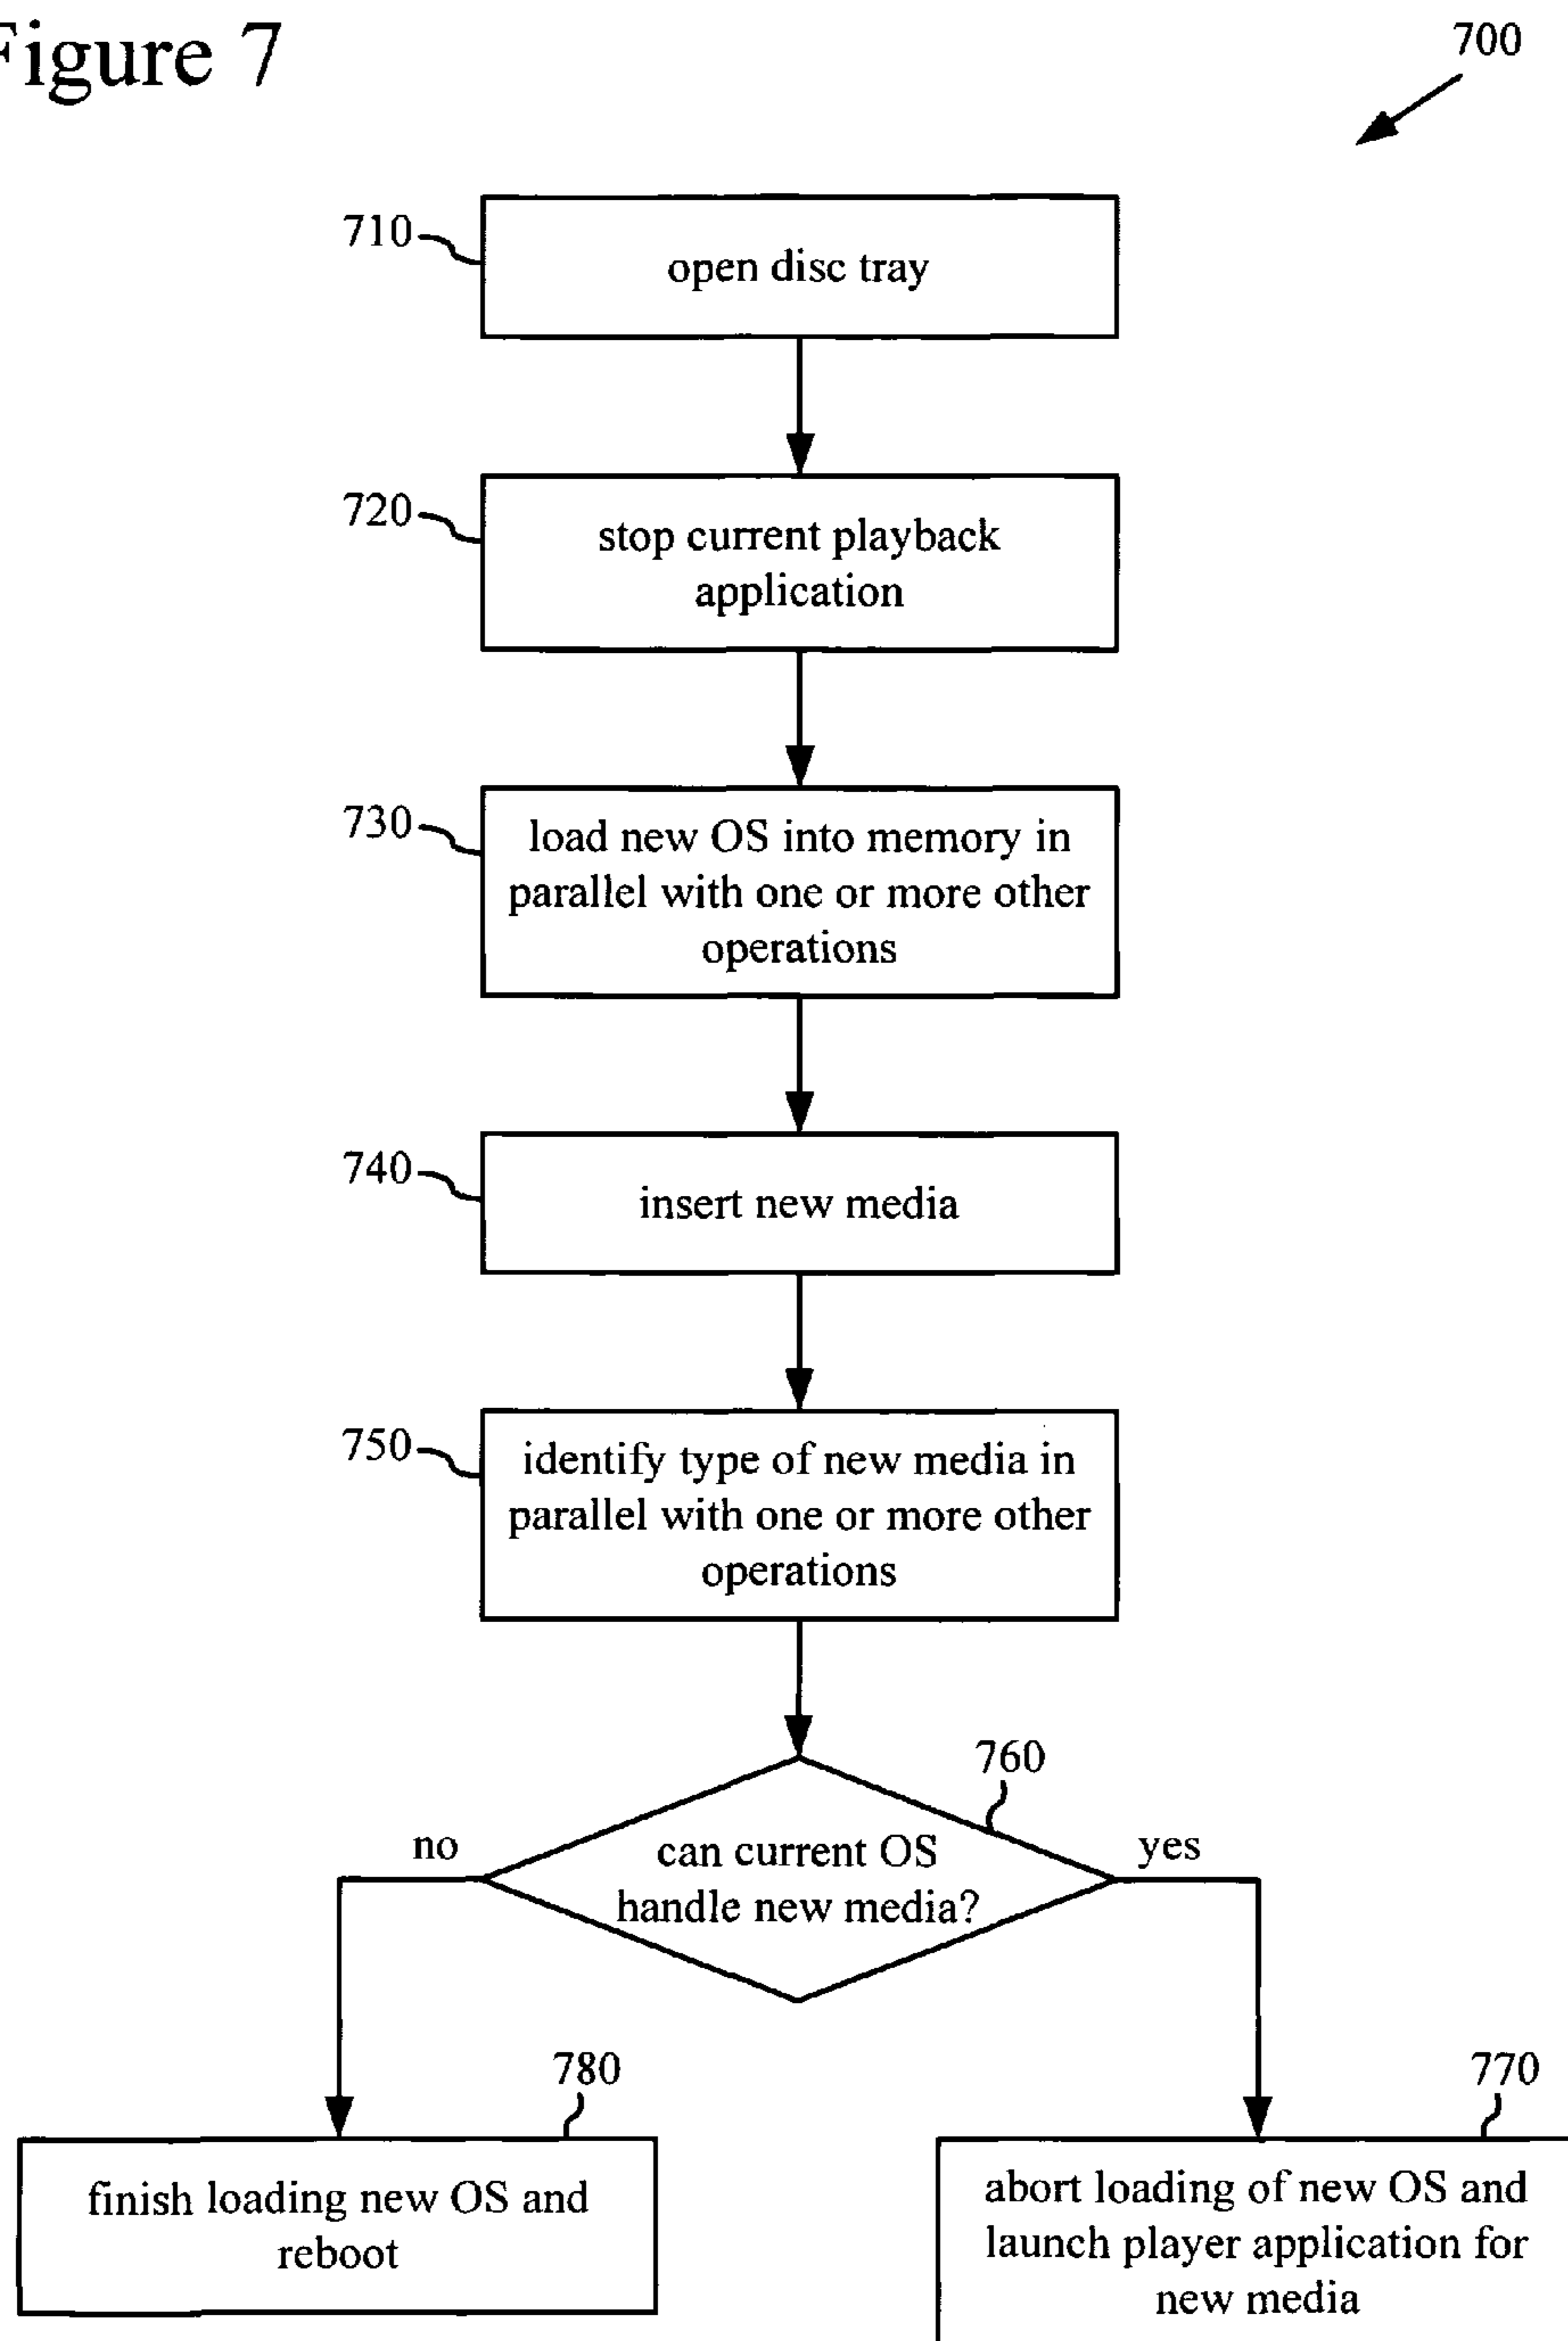 Figure 7
700
710
open disc tray
720
stop current playback
application
730
load new OS into memory in
parallel with one or more other
operations
740
insert new media
750
identify type of new media in
parallel with one or more other
operations
760
can current OS
handle new media?
no
yes
780
finish loading new OS and
reboot
770
abort loading of new OS and
launch player application for
new media